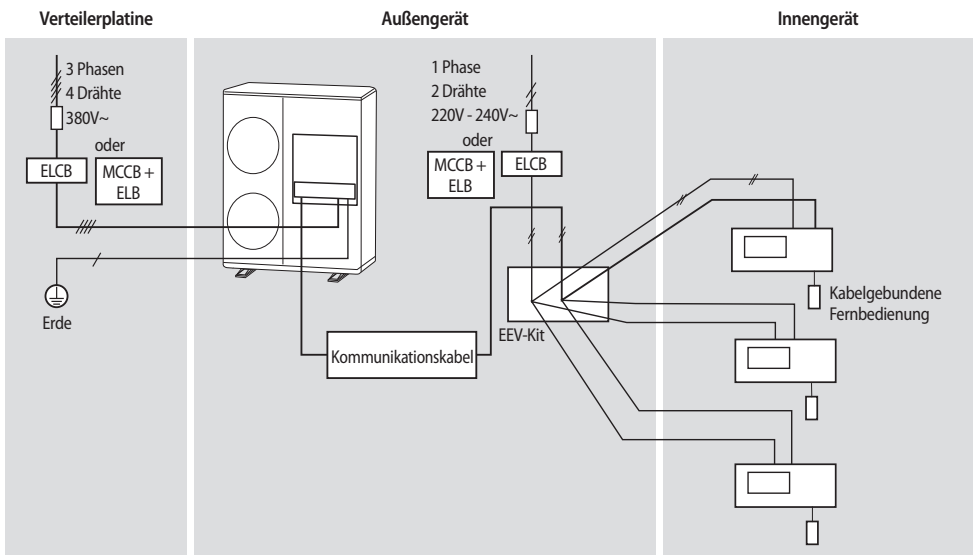 Verteilerplatine
Außengerät
Innengerät
3 Phasen
4 Drähte
380V~
oder
ELCB
MCCB +
ELB
Erde
1 Phase
2 Drähte
220V - 240V~
oder
MCCB +
ELB
ELCB
EEV-Kit
Kommunikationskabel
Kabelgebundene
Fernbedienung